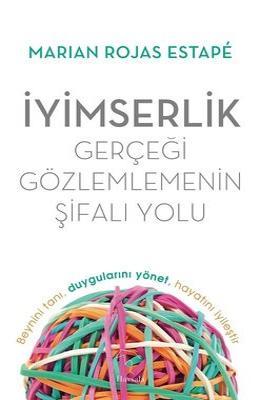 MARIAN ROJAS ESTAPÉ
İYİMSERLİK
GERÇEĞİ
GÖZLEMLEMENİN
ŞİFALI YOLU
Beynini tanı, duygularını yönet, hayatını iyileştir